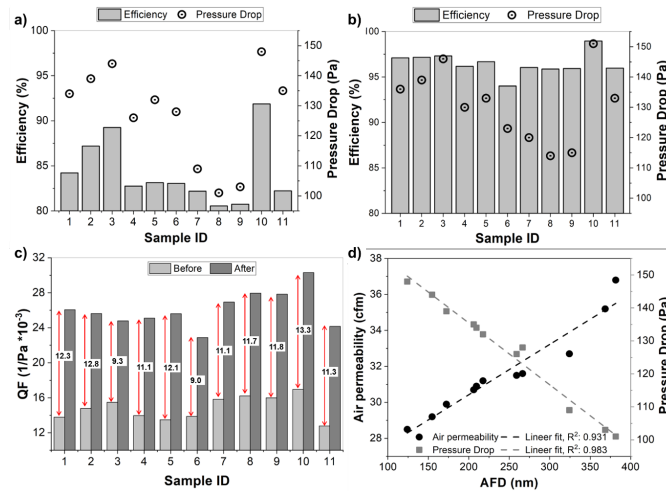 a)
Efficiency Pressure Drop
100
95
90
85
80
Efficiency (%)
150
140
130
120
110
100
Pressure Drop (Pa)
1 2 3 4 5 6 7 8 9 10 11
Sample ID
b)
Efficiency Pressure Drop
100
95
90
85
80
Efficiency (%)
150
140
130
120
110
100
Pressure Drop (Pa)
1 2 3 4 5 6 7 8 9 10 11
Sample ID
c)
Before After
32
28
24
20
16
12
QF (1/Pa *10⁻³)
12.3 12.8 9.3 11.1 12.1 9.0 11.1 11.7 11.8 13.3 11.3
1 2 3 4 5 6 7 8 9 10 11
Sample ID
d)
38
36
34
32
30
28
Air permeability (cfm)
150
145
140
135
130
125
120
115
110
105
100
Pressure Drop (Pa)
Air permeability Liner fit, R²: 0.931
Pressure Drop Linear fit, R²: 0.983
100 150 200 250 300 350 400
AFD (nm)